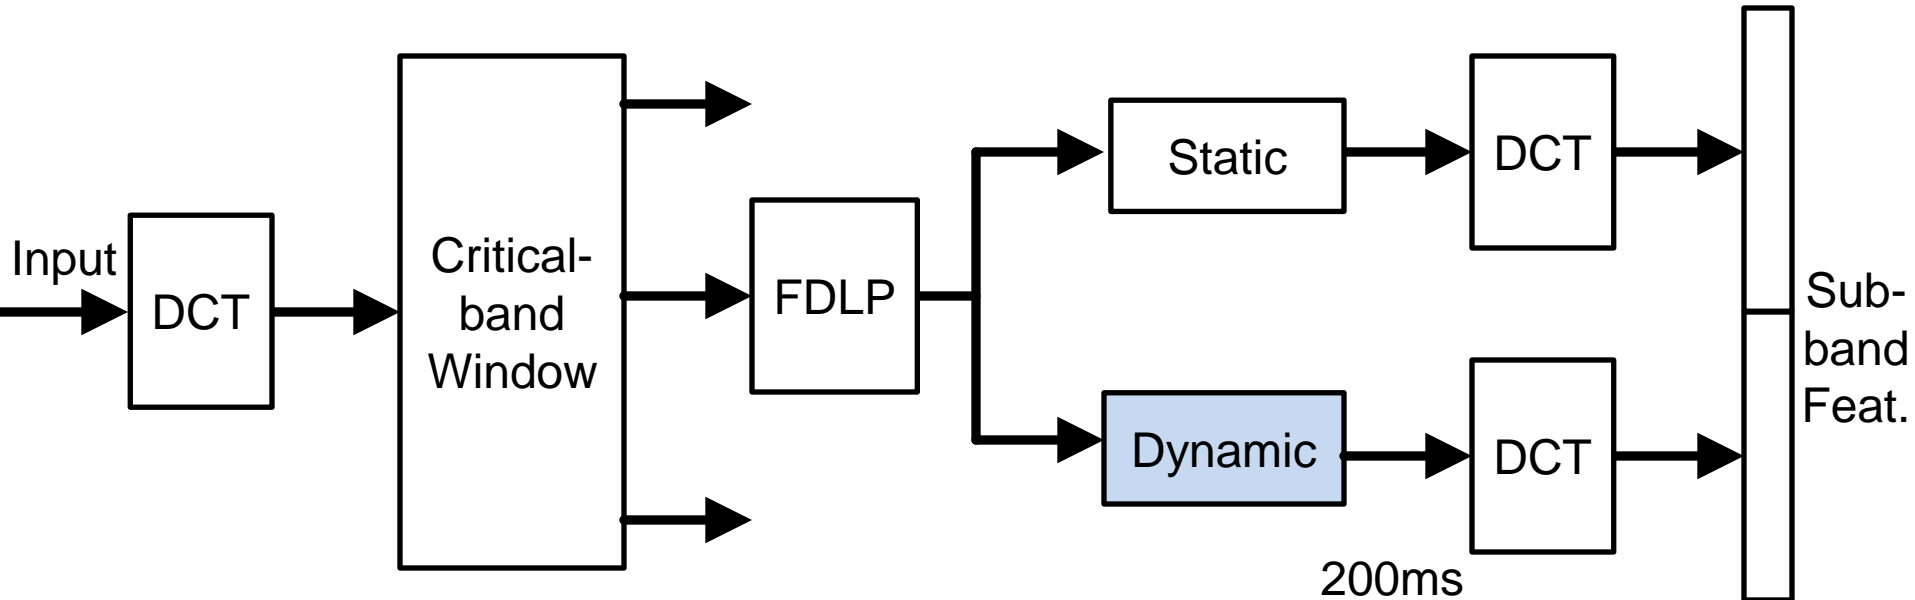 Input
DCT
Critical-
band
Window
FDLP
Static
DCT
Dynamic
DCT
200ms
Sub-
band
Feat.